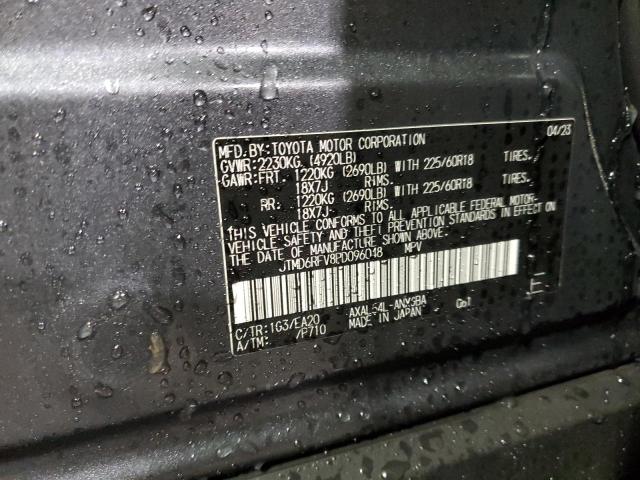 MFD.BY:TOYOTA MOTOR CORPORATION 04/23
GVWR:2230KG (4920LB)
GAWR:FRT 1220KG (2690LB) WITH 225/60R18 TIRES,
18X7J RIMS,
RR: 1220KG (2690LB) WITH 225/60R18 TIRES,
18X7J RIMS,
THIS VEHICLE CONFORMS TO ALL APPLICABLE FEDERAL MOTOR
VEHICLE SAFETY AND THEFT PREVENTION STANDARDS IN EFFECT ON
THE DATE OF MANUFACTURE SHOWN ABOVE.
JTMD6RFV8PD096048 MPV
C/TR:1G3/EA20 Go1
A/TM: /P710 MADE IN JAPAN